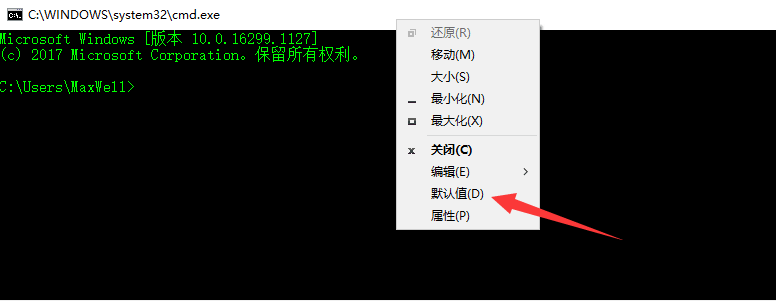 C:\WINDOWS\system32\cmd.exe
Microsoft Windows [版本 10.0.16299.1127]
(c) 2017 Microsoft Corporation。保留所有权利。
C:\Users\MaxWell>
还原(R)
移动(M)
大小(S)
最小化(N)
最大化(X)
关闭(C)
编辑(E)
默认值(D)
属性(P)